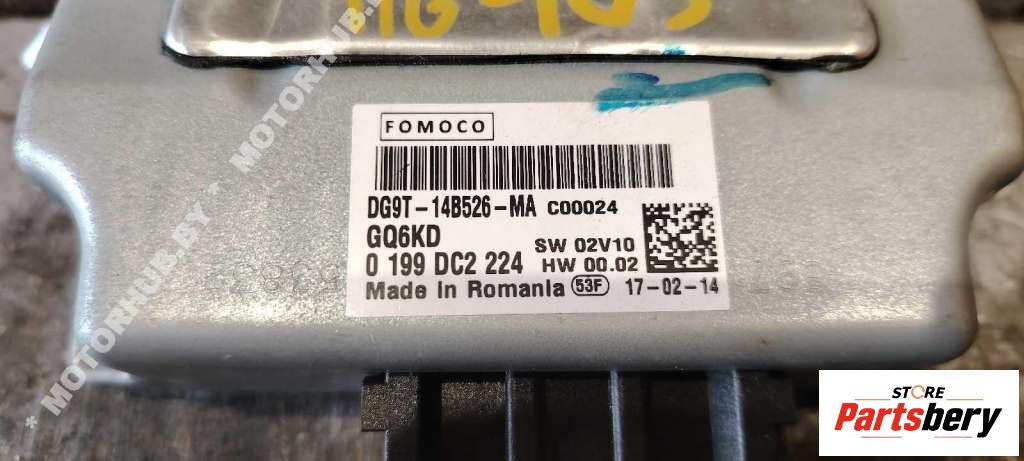 FOMOCO
DG9T-14B526-MA C00024
GQ6KD
SW 02V10
0 199 DC2 224
HW 00.02
Made In Romania 53F 17-02-14
* MOTORHUB.BY * MOTORHUB.BY
STORE
Partsbery